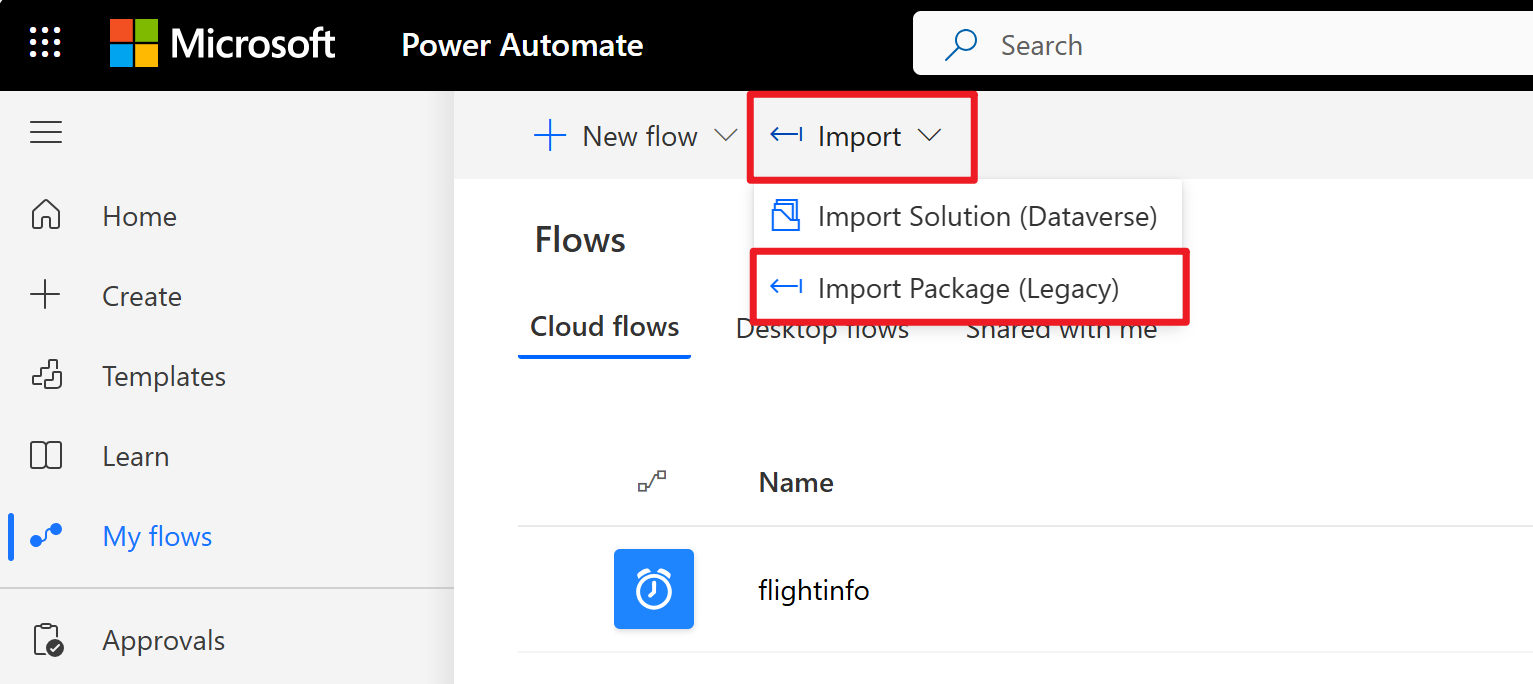 Microsoft Power Automate Search
New flow Import
Home
Import Solution (Dataverse)
Flows
Create
Import Package (Legacy)
Cloud flows Desktop flows Shared with me
Templates
Learn
Name
My flows
flightinfo
Approvals